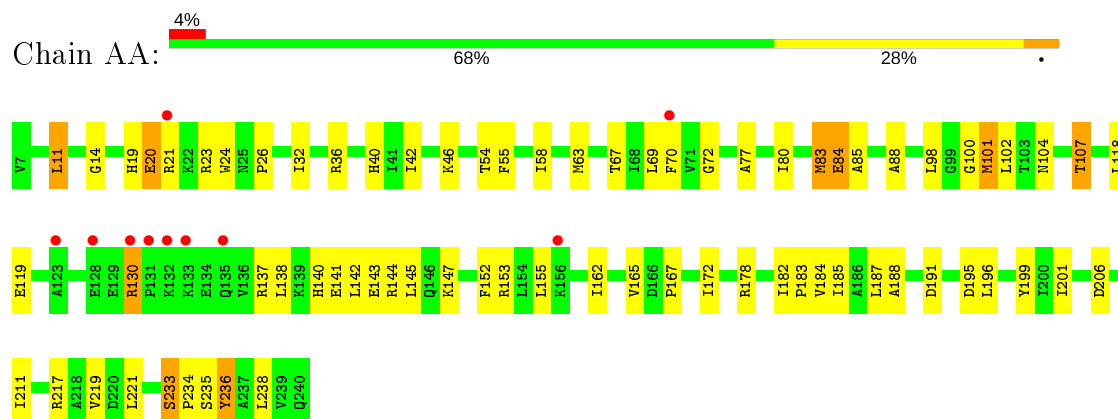 4%
Chain AA:
68% 28% •
V7 L11 G14 H19 E20 R21 K22 R23 W24 N25 P26 I32 R36 H40 I41 I42 K46 T54 F55 I58 M63 T67 I68 L69 F70 V71 G72 A77 I80 M83 E84 A85 A88 L98 G99 G100 M101 L102 T103 N104 T107 L118
E119 A123 E128 E129 R130 P131 K132 K133 E134 Q135 V136 R137 L138 K139 H140 E141 L142 E143 R144 L145 Q146 K147 F152 R153 L154 L155 K156 I162 V165 D166 P167 I172 R178 I182 P183 V184 I185 A186 L187 A188 D191 D195 L196 Y199 I200 I201 D206
I211 R217 A218 V219 D220 L221 S233 P234 S235 Y236 A237 L238 V239 Q240